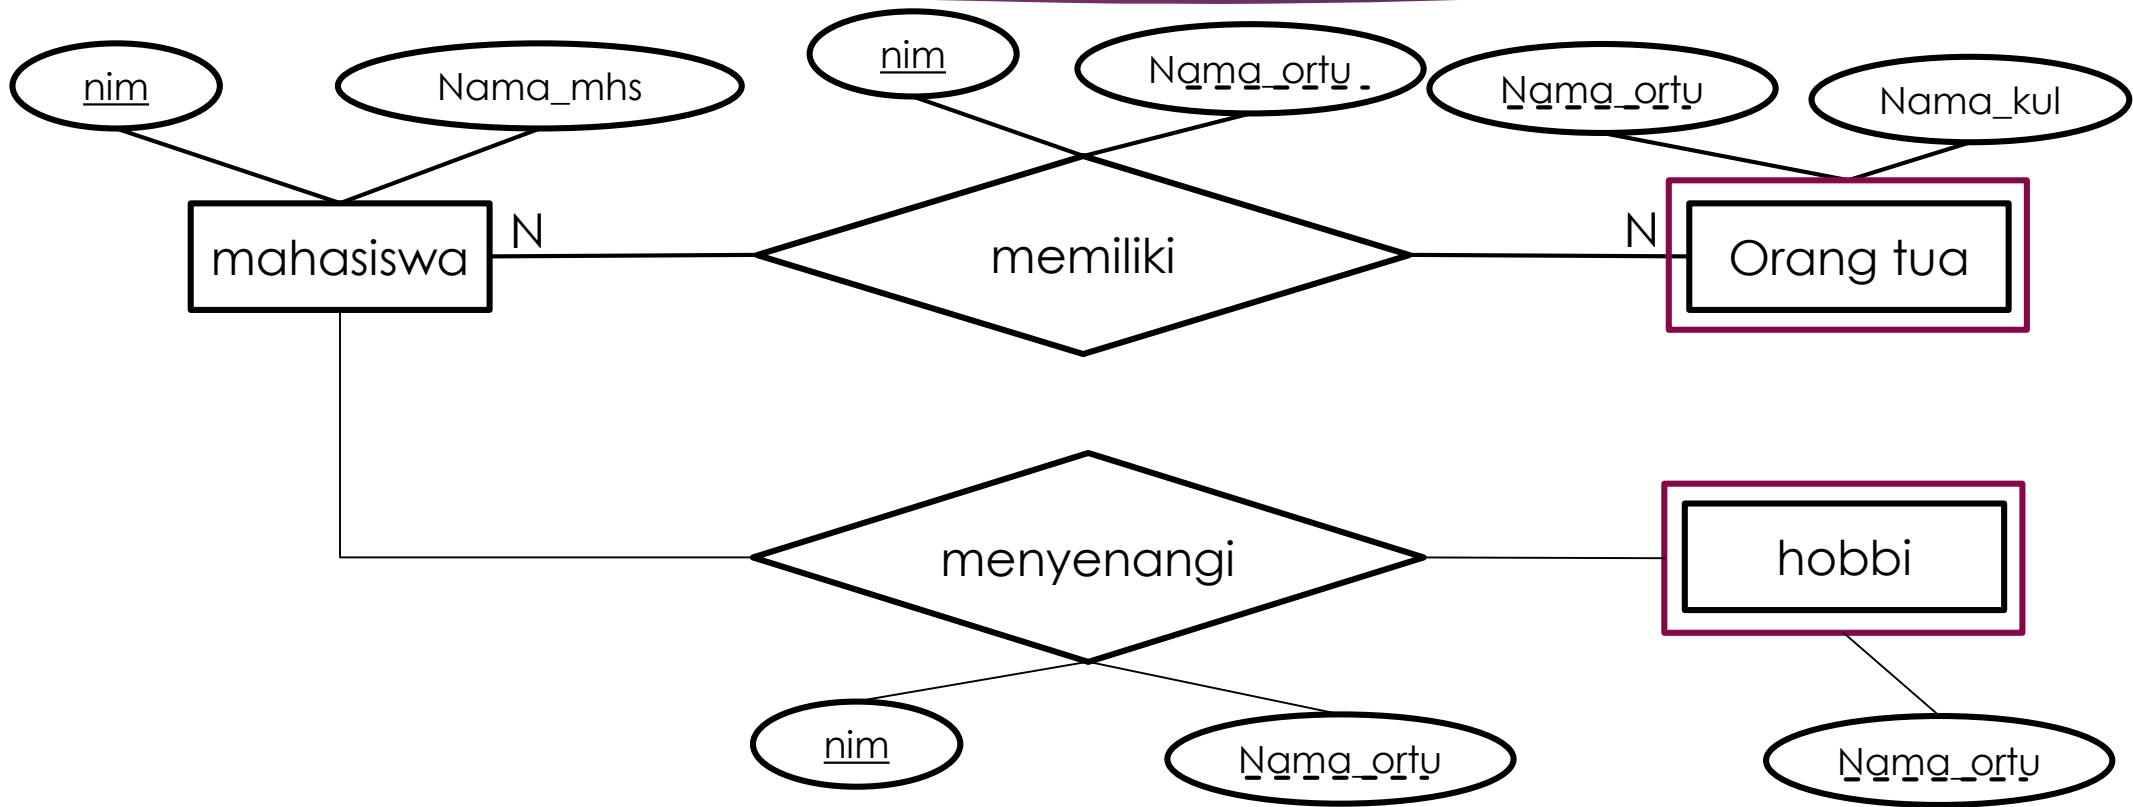 nim
Nama_mhs
nim
Nama_ortu
Nama_ortu
Nama_kul
mahasiswa
N
memiliki
N
Orang tua
menyenangi
hobbi
nim
Nama_ortu
Nama_ortu